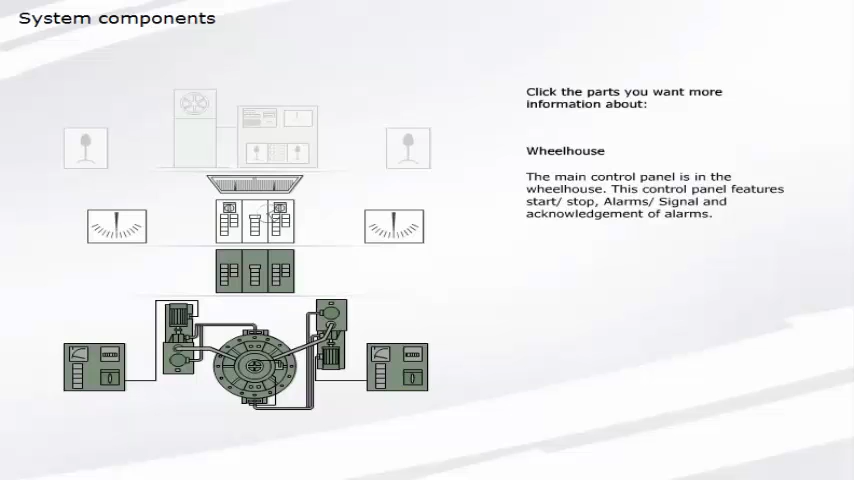 System components
Click the parts you want more
information about:
Wheelhouse
The main control panel is in the
wheelhouse. This control panel features
start/ stop, Alarms/ Signal and
acknowledgement of alarms.